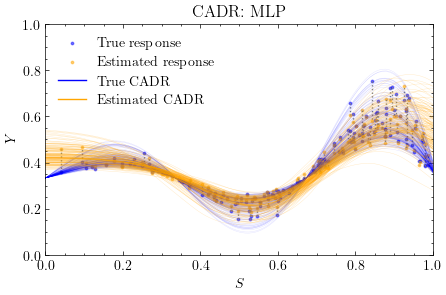 CADR: MLP
1.0
True response
Estimated response
True CADR
Estimated CADR
0.8
0.6
Y
0.4
0.2
0.0
0.0 0.2 0.4 0.6 0.8 1.0
S